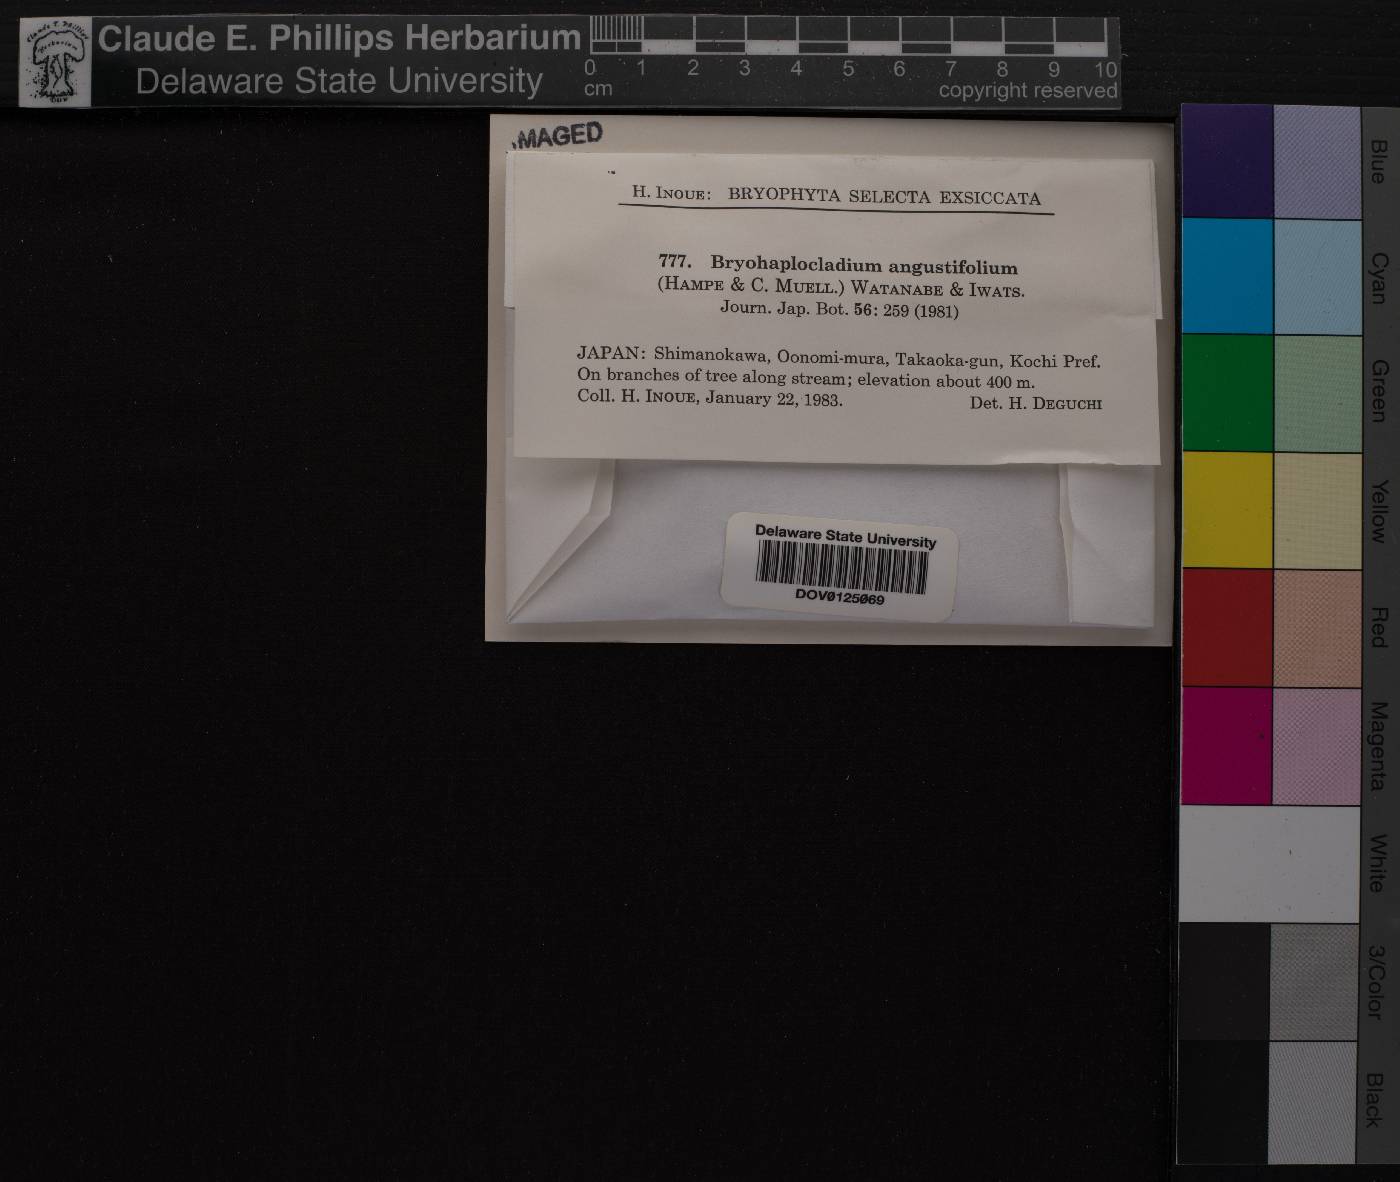 Claude E. Phillips Herbarium
Delaware State University
0 1 2 3 4 5 6 7 8 9 10
cm
copyright reserved
MAGED
H. INOUE: BRYOPHYTA SELECTA EXSICCATA
777. Bryohaplocladium angustifolium
(HAMPE & C. MUELL.) WATANABE & IWATS.
Journ. Jap. Bot. 56: 259 (1981)
JAPAN: Shimanokawa, Oonomi-mura, Takaoka-gun, Kochi Pref.
On branches of tree along stream; elevation about 400 m.
Coll. H. INOUE, January 22, 1983. Det. H. DEGUCHI
Delaware State University
DOV0125069
Blue
Cyan
Green
Yellow
Red
Magenta
White
3/Color
Black